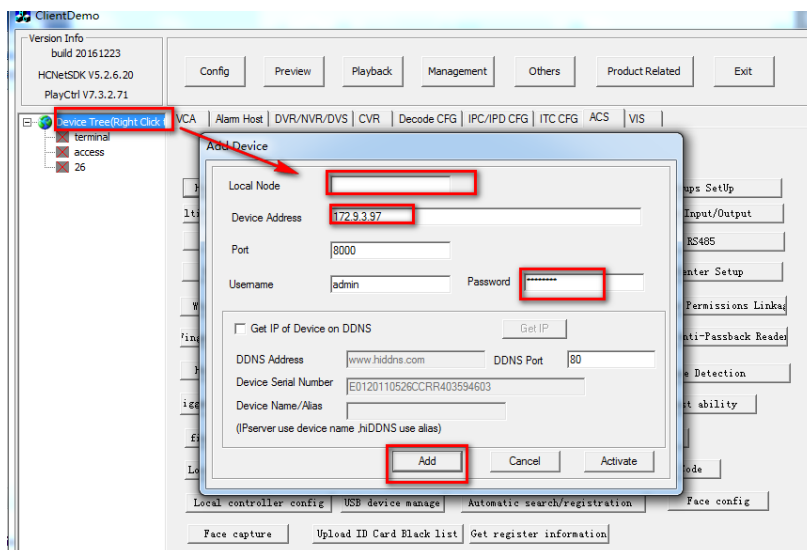 ClientDemo
Version Info
build 20161223
HCNetSDK V5.2.6.20
PlayCtrl V7.3.2.71
Config Preview Playback Management Others Product Related Exit
Device Tree(Right Click
terminal
access
26
VCA Alarm Host DVR/NVR/DVS CVR Decode CFG IPC/IPD CFG ITC CFG ACS VIS
Add Device
Local Node
Device Address 172.9.3.97
Port 8000
Username admin Password ********
Get IP of Device on DDNS Get IP
DDNS Address www.hiddns.com DDNS Port 80
Device Serial Number E0120110526CCRR403594603
Device Name/Alias
(IPserver use device name ,hiDDNS use alias)
Add Cancel Activate
ups SetUp
Input/Output
RS485
enter Setup
Permissions Linkag
nti-Passback Reader
e Detection
t ability
ode
Local controller config USB device manage Automatic search/registration Face config
Face capture Upload ID Card Black list Get register information